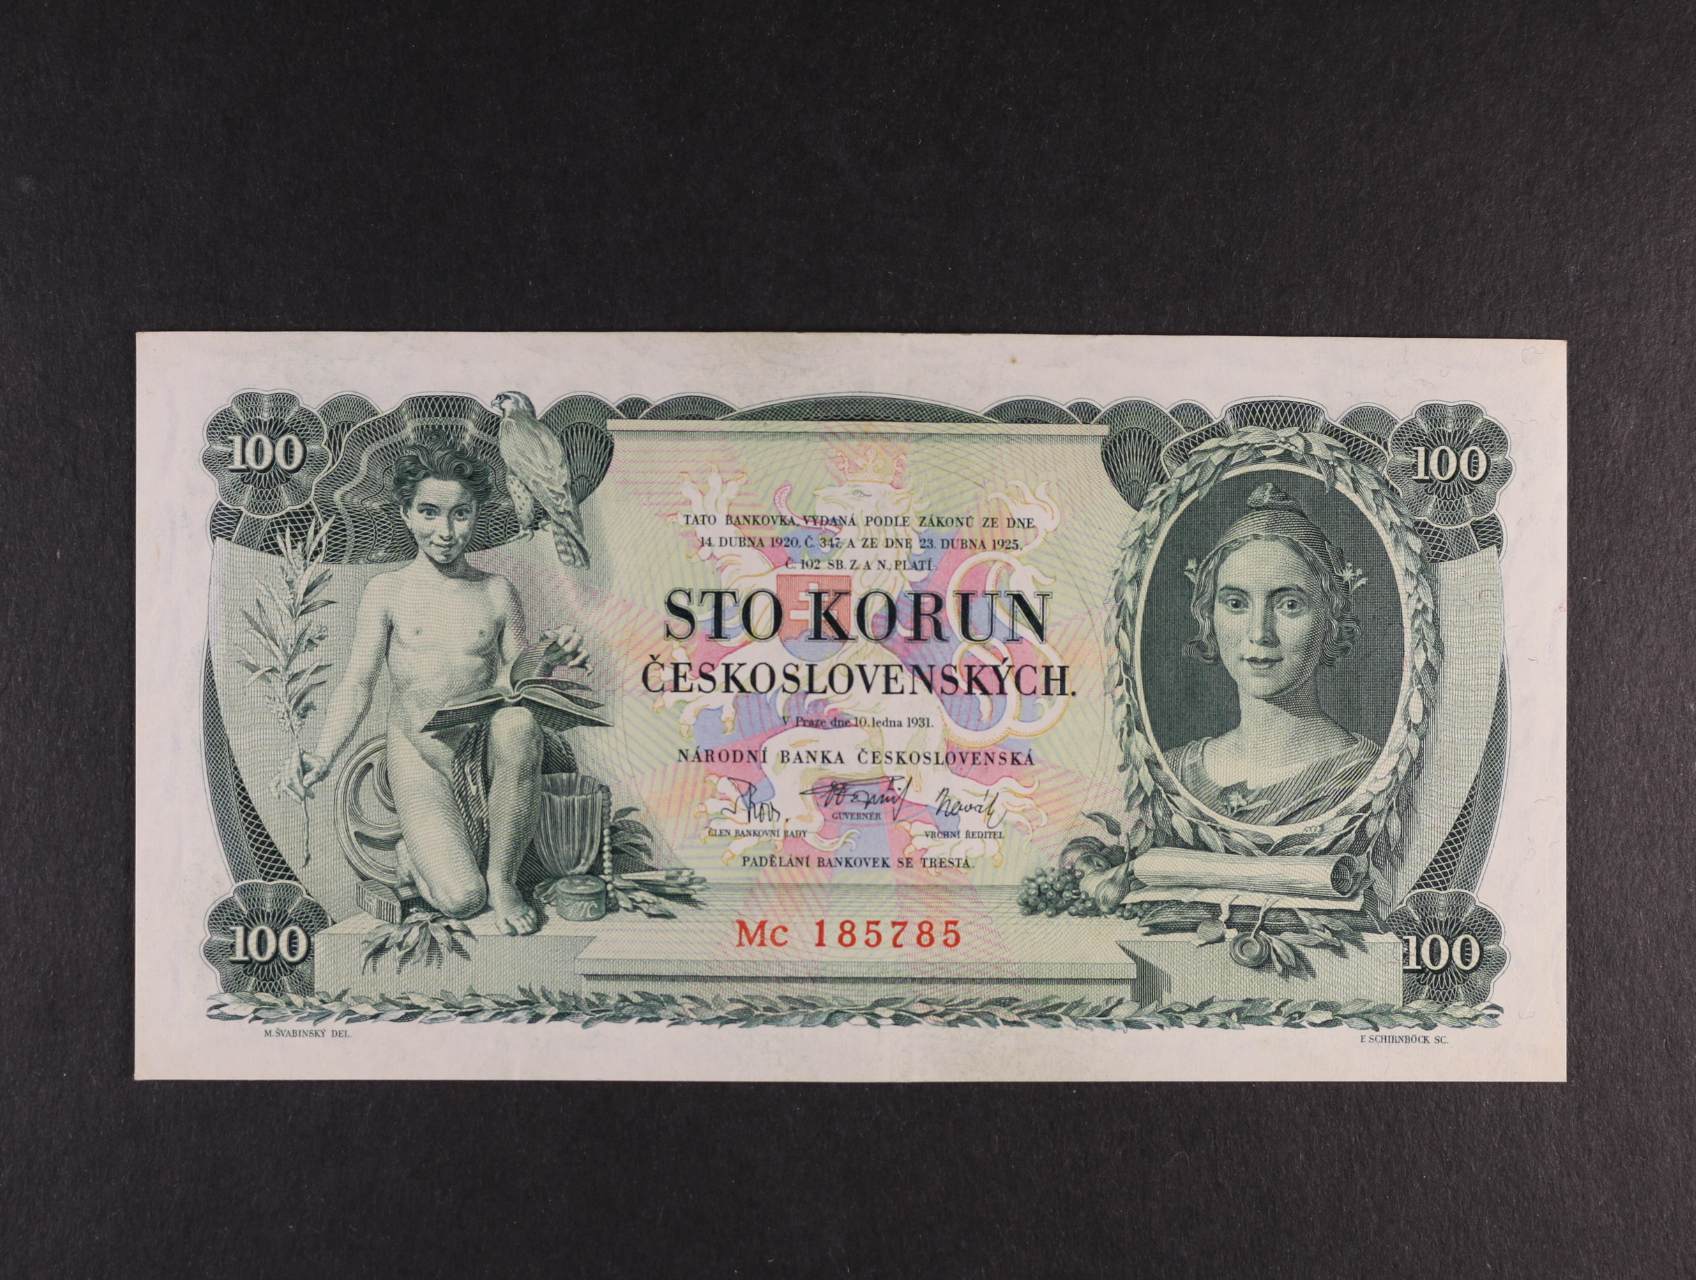 100
100
TATO BANKOVKA, VYDANÁ PODLE ZÁKONŮ ZE DNE
14. DUBNA 1920, Č. 347, A ZE DNE 23. DUBNA 1925,
Č. 102 SB. Z. A N., PLATÍ
STO KORUN
ČESKOSLOVENSKÝCH.
V Praze dne 10. ledna 1931.
NÁRODNÍ BANKA ČESKOSLOVENSKÁ
ČLEN BANKOVNÍ RADY
GUVERNÉR
VRCHNÍ ŘEDITEL
PADĚLÁNÍ BANKOVEK SE TRESTÁ.
Mc 185785
100
100
M. ŠVABINSKÝ DEL.
F. SCHIRNBÖCK SC.